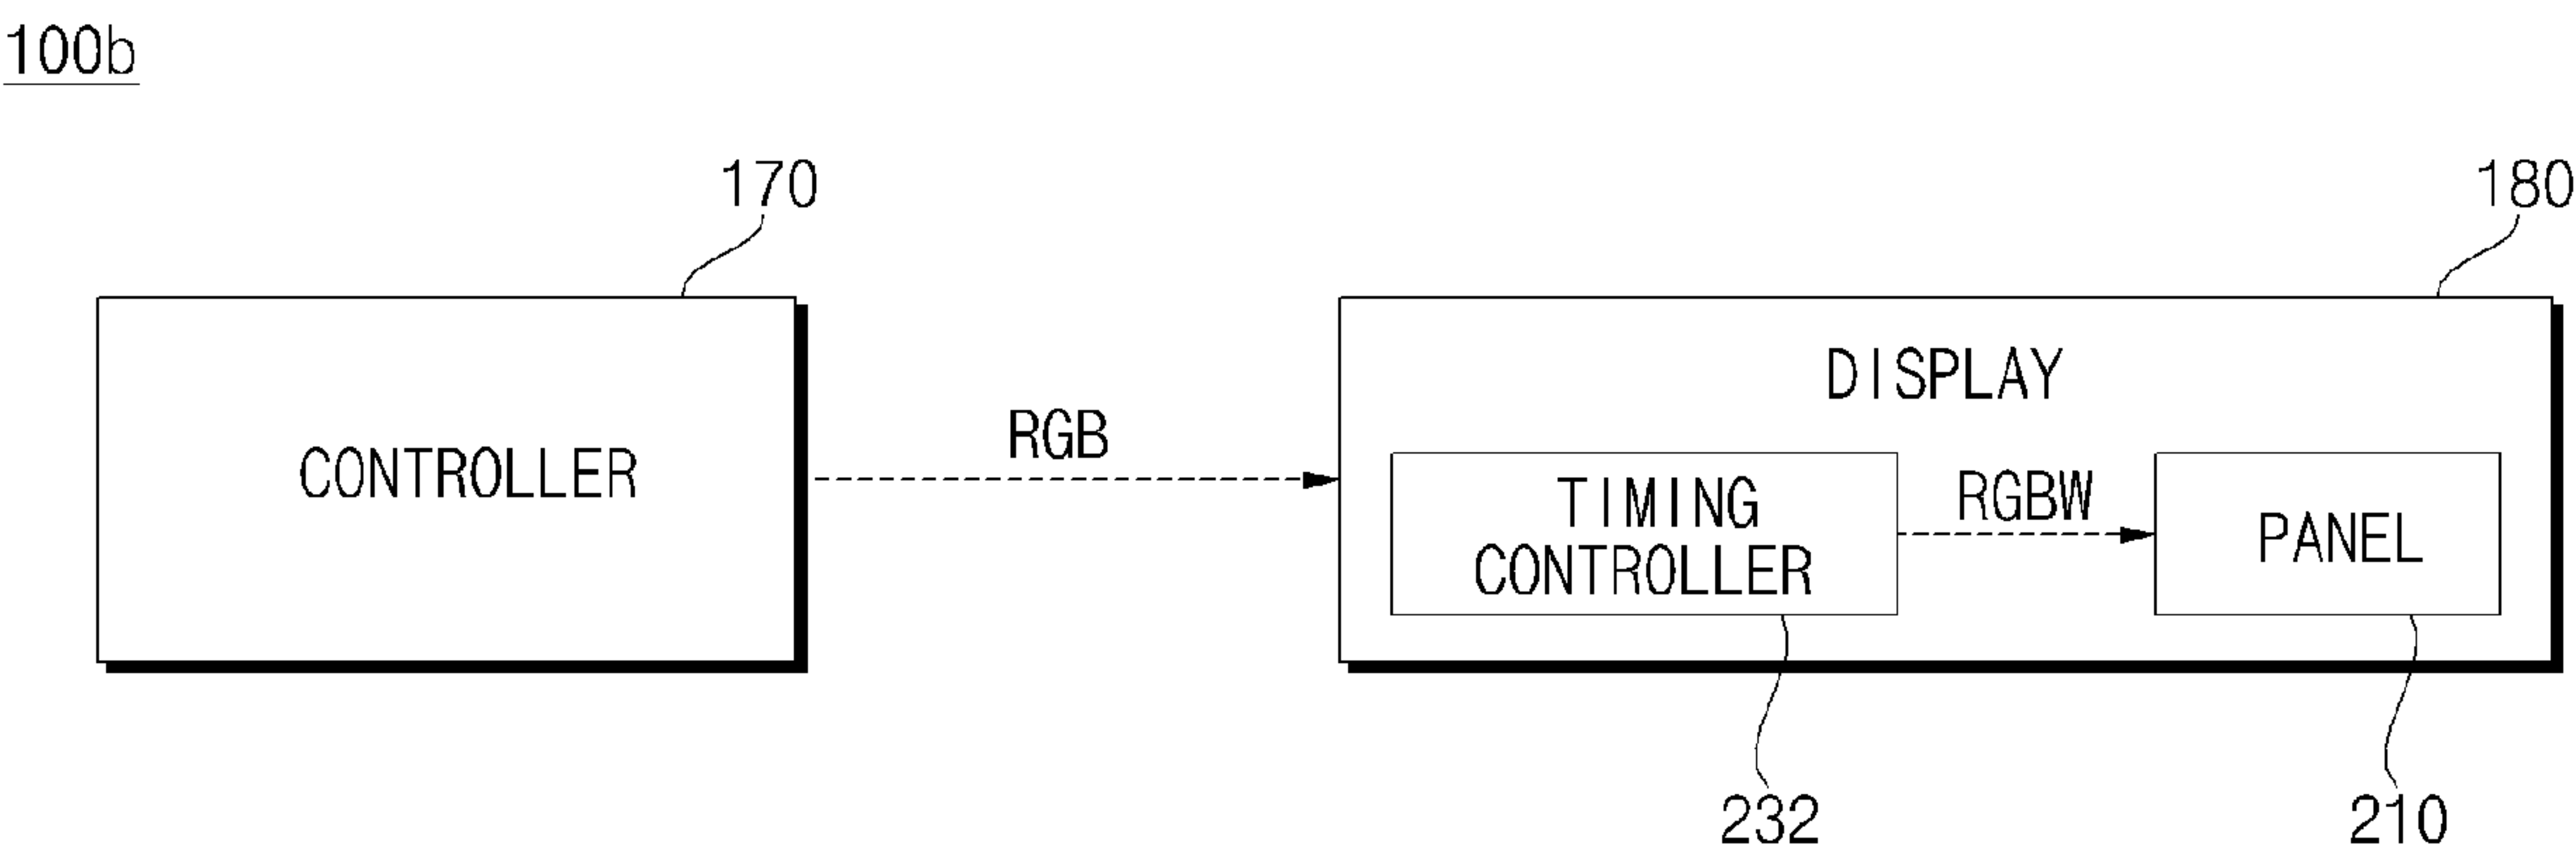 100b
170
180
DISPLAY
RGB
CONTROLLER
TIMING
CONTROLLER
RGBW
PANEL
232
210